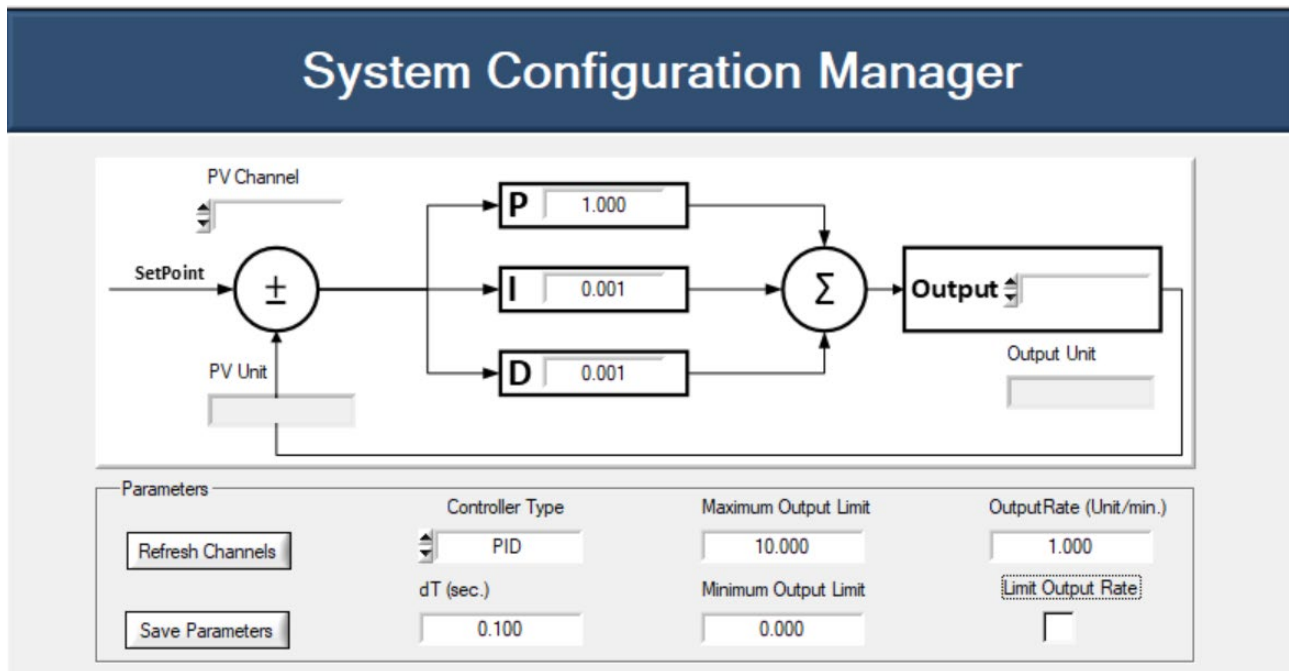 System Configuration Manager
PV Channel
P 1.000
SetPoint
±
I 0.001
Σ
Output
PV Unit
D 0.001
Output Unit
Parameters
Controller Type
Maximum Output Limit
OutputRate (Unit/min.)
Refresh Channels
PID
10.000
1.000
dT (sec.)
Minimum Output Limit
Limit Output Rate
Save Parameters
0.100
0.000